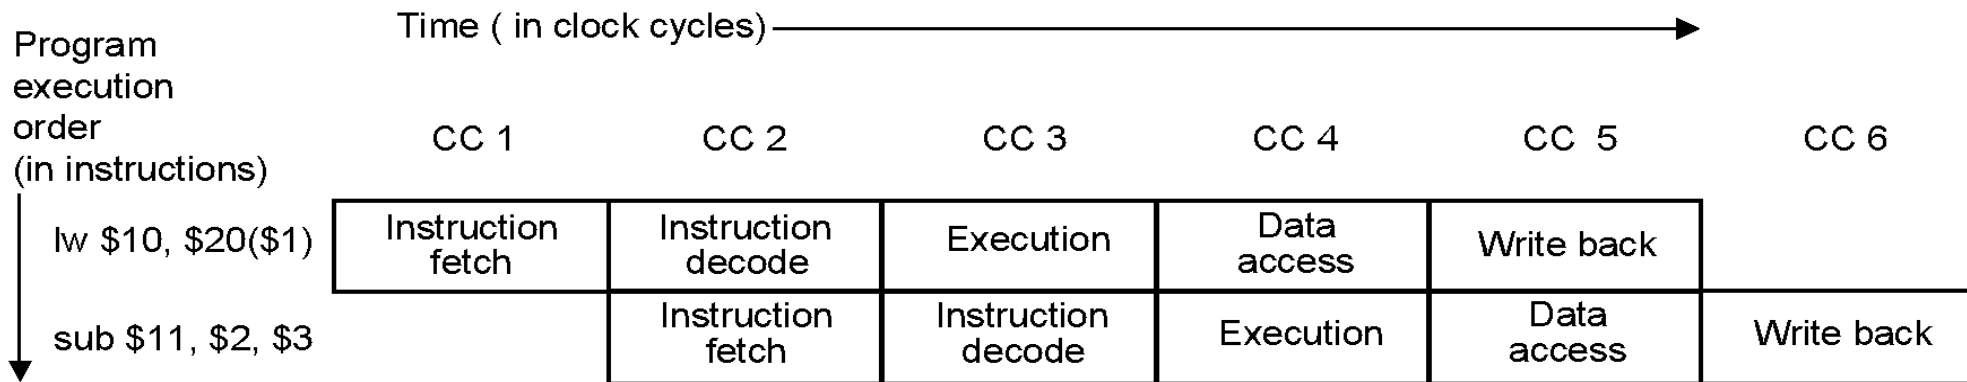 Time ( in clock cycles)
Program
execution
order
(in instructions)
CC 1 CC 2 CC 3 CC 4 CC 5 CC 6
lw $10, $20($1)
Instruction
fetch
Instruction
decode
Execution
Data
access
Write back
sub $11, $2, $3
Instruction
fetch
Instruction
decode
Execution
Data
access
Write back